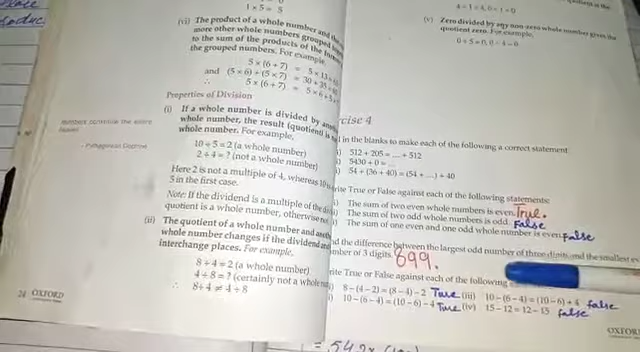 1 × 5 = 5
(vi) The product of a whole number and the
more other whole numbers grouped
to the sum of the products of the
the grouped numbers. For example,
5 × (6 + 7) = 5 × 13
and (5 × 6) + (5 × 7) = 30 + 35
∴ 5 × (6 + 7) = 5 × 6 + 5
Properties of Division
(i) If a whole number is divided by
whole number, the result (quotient) is
whole number. For example,
10 ÷ 5 = 2 (a whole number)
2 ÷ 4 = ? (not a whole number)
Here 2 is not a multiple of 4, whereas 10
5 in the first case.
Note: If the dividend is a multiple of the
quotient is a whole number, otherwise
(ii) The quotient of a whole number and
whole number changes if the dividend and
interchange places. For example,
8 ÷ 4 = 2 (a whole number)
4 ÷ 8 = ? (certainly not a whole
∴ 8 ÷ 4 ≠ 4 ÷ 8
Numbers constitute the entire
- Pythagorean Doctrine
24 OXFORD
(v) Zero divided by any non-zero whole number gives the
quotient zero. For example,
cise 4
in the blanks to make each of the following a correct statement:
512 + 205 = ... + 512
5430 + 0 = ...
54 + (36 + 40) = (54 + ...) + 40
rite True or False against each of the following statements:
The sum of two even whole numbers is even. True.
The sum of two odd whole numbers is odd. False
The sum of one even and one odd whole number is even. False
d the difference between the largest odd number of three digits and the smallest
mber of 3 digits. 899.
rite True or False against each of the following
8 – (4 – 2) = (8 – 4) – 2 Ture (iii) 10 – (6 – 4) = (10 – 6) + 4 false
10 – (6 – 4) = (10 – 6) – 4 Ture (iv) 15 – 12 = 12 – 15 false
OXFOR